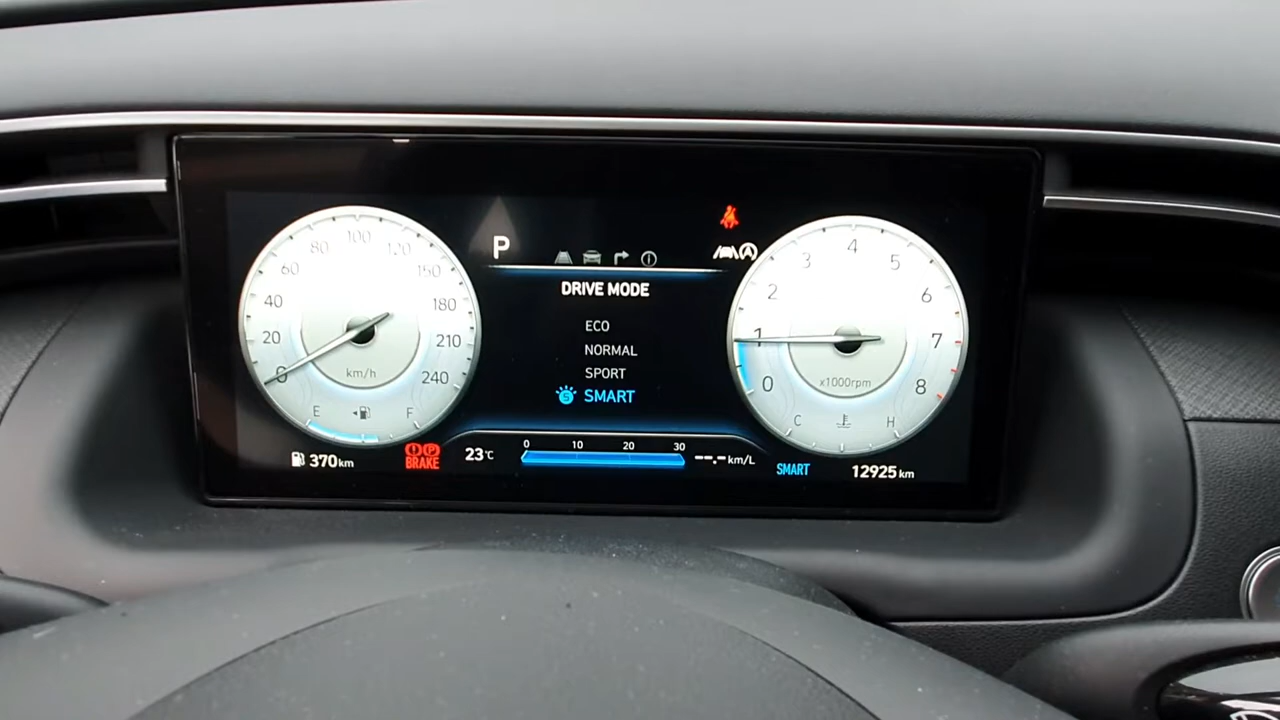 0
20
40
60
80
100
120
150
180
210
240
km/h
E F
370km
P
BRAKE
DRIVE MODE
ECO
NORMAL
SPORT
S SMART
23°C
0 10 20 30
--.- km/L
A
0
1
2
3
4
5
6
7
8
x1000rpm
C H
SMART
12925 km